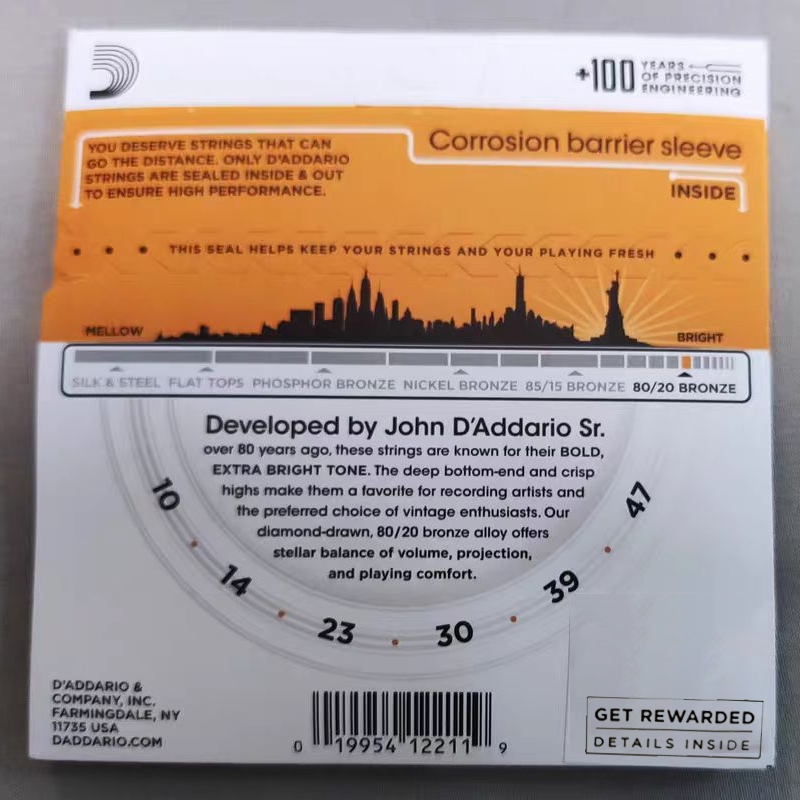 +100 YEARS
OF PRECISION
ENGINEERING
YOU DESERVE STRINGS THAT CAN
GO THE DISTANCE. ONLY D'ADDARIO
STRINGS ARE SEALED INSIDE & OUT
TO ENSURE HIGH PERFORMANCE.
Corrosion barrier sleeve
INSIDE
THIS SEAL HELPS KEEP YOUR STRINGS AND YOUR PLAYING FRESH
MELLOW
BRIGHT
SILK & STEEL FLAT TOPS PHOSPHOR BRONZE NICKEL BRONZE 85/15 BRONZE 80/20 BRONZE
Developed by John D'Addario Sr.
over 80 years ago, these strings are known for their BOLD,
EXTRA BRIGHT TONE. The deep bottom-end and crisp
highs make them a favorite for recording artists and
the preferred choice of vintage enthusiasts. Our
diamond-drawn, 80/20 bronze alloy offers
stellar balance of volume, projection,
and playing comfort.
10 • 14 • 23 • 30 • 39 • 47
D'ADDARIO &
COMPANY, INC.
FARMINGDALE, NY
11735 USA
DADDARIO.COM
0 19954 12211 9
GET REWARDED
DETAILS INSIDE